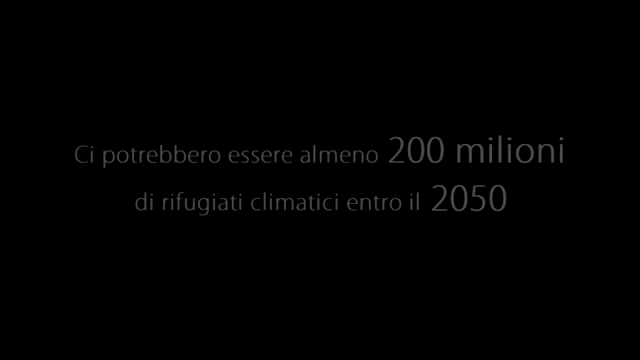 Ci potrebbero essere almeno 200 milioni
di rifugiati climatici entro il 2050